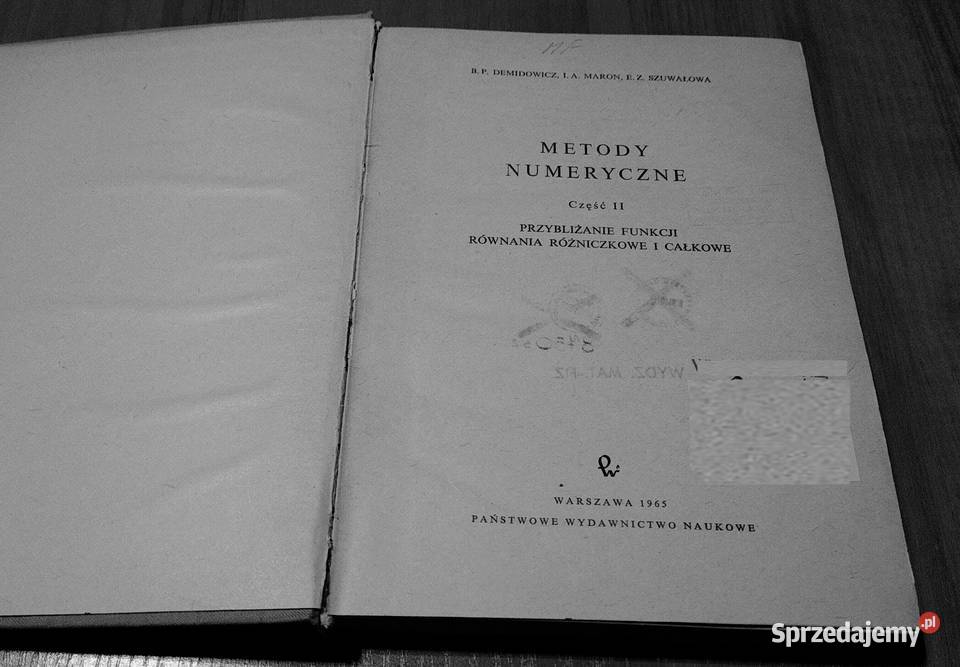 MF
B. P. DEMIDOWICZ, I. A. MARON, E. Z. SZUWAŁOWA
METODY
NUMERYCZNE
Część II
PRZYBLIŻANIE FUNKCJI
RÓWNANIA RÓŻNICZKOWE I CAŁKOWE
WYDZ. MAT.-FIZ
WARSZAWA 1965
PAŃSTWOWE WYDAWNICTWO NAUKOWE
Sprzedajemy.pl